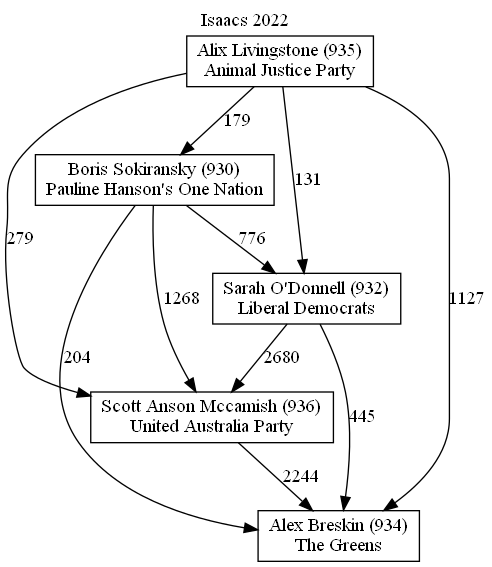 Isaacs 2022
Alix Livingstone (935)
Animal Justice Party
179
Boris Sokiransky (930)
Pauline Hanson's One Nation
131
279
776
Sarah O'Donnell (932)
Liberal Democrats
1268
1127
204
2680
Scott Anson Mccamish (936)
United Australia Party
445
2244
Alex Breskin (934)
The Greens